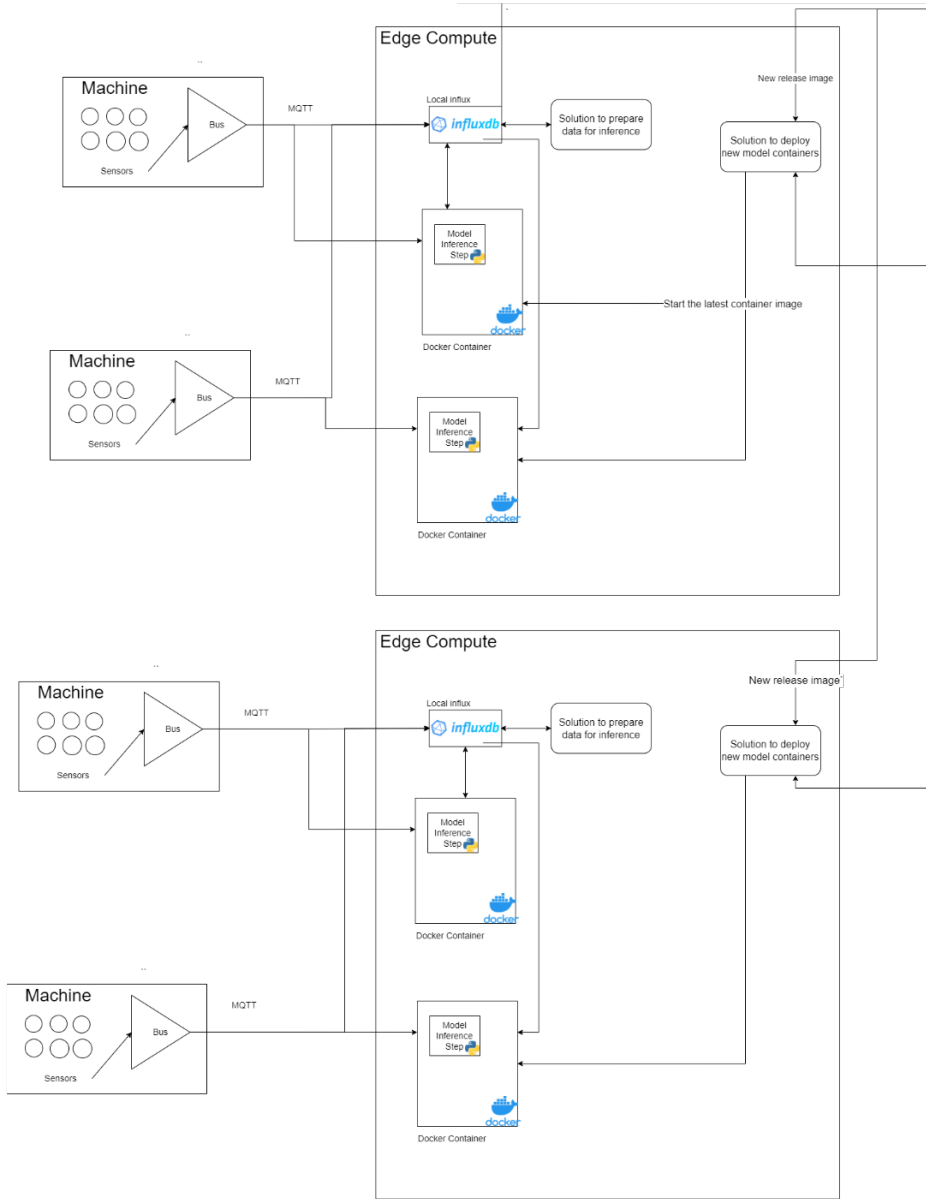 Edge Compute
New release image
Machine
Bus
Sensors
MQTT
Local influx
influxdb
Solution to prepare
data for inference
Solution to deploy
new model containers
Model
Inference
Step
docker
Docker Container
Start the latest container image
Machine
Bus
Sensors
MQTT
Model
Inference
Step
docker
Docker Container
Edge Compute
New release image`
Machine
Bus
Sensors
MQTT
Local influx
influxdb
Solution to prepare
data for inference
Solution to deploy
new model containers
Model
Inference
Step
docker
Docker Container
Machine
Bus
Sensors
MQTT
Model
Inference
Step
docker
Docker Container